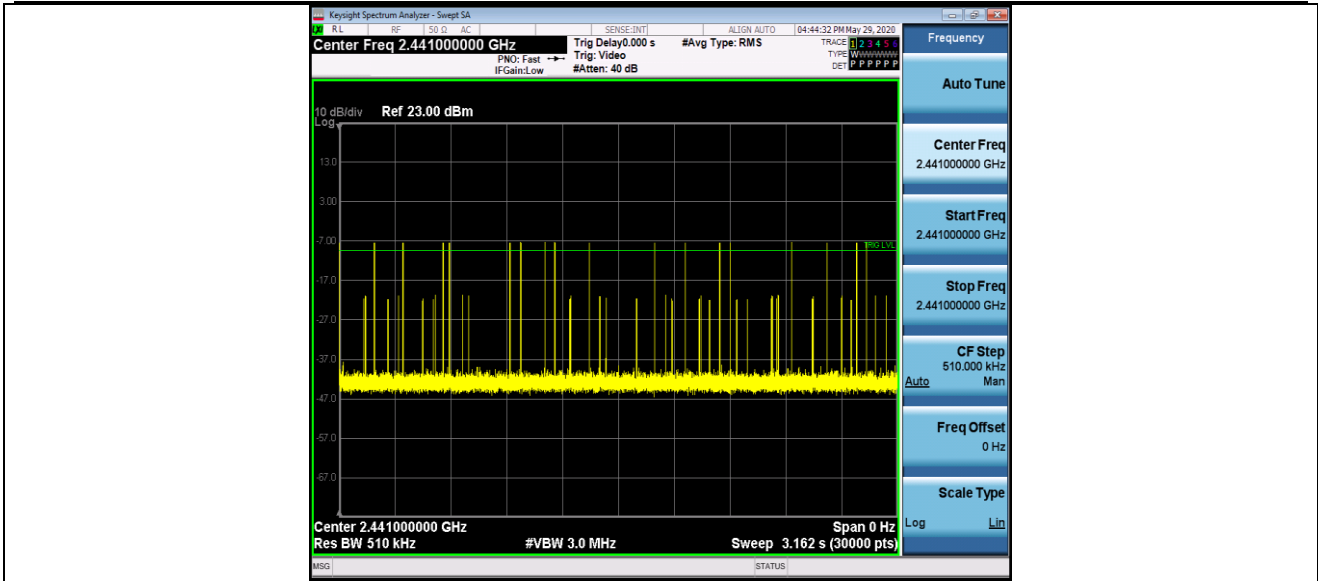 Keysight Spectrum Analyzer - Swept SA
RL RF 50 Ω AC SENSE:INT ALIGN AUTO 04:44:32 PM May 29, 2020
Center Freq 2.441000000 GHz
PNO: Fast
IFGain:Low
Trig Delay0.000 s
Trig: Video
#Atten: 40 dB
#Avg Type: RMS
TRACE 1 2 3 4 5 6
TYPE WWWWWW
DET P P P P P P
10 dB/div Ref 23.00 dBm
Log
13.0
3.00
-7.00
TRIG LVL
-17.0
-27.0
-37.0
-47.0
-57.0
-67.0
Center 2.441000000 GHz Span 0 Hz
Res BW 510 kHz #VBW 3.0 MHz Sweep 3.162 s (30000 pts)
MSG STATUS
Frequency
Auto Tune
Center Freq
2.441000000 GHz
Start Freq
2.441000000 GHz
Stop Freq
2.441000000 GHz
CF Step
510.000 kHz
Auto Man
Freq Offset
0 Hz
Scale Type
Log Lin